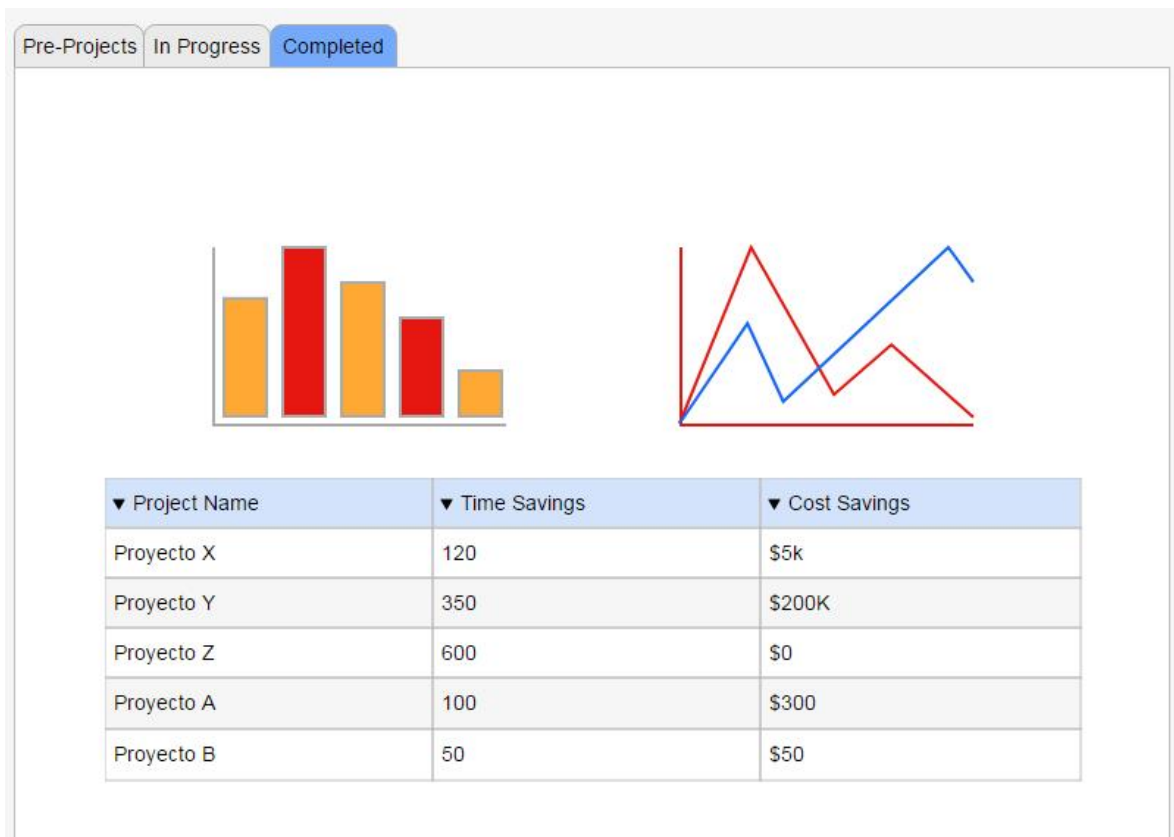 Pre-Projects In Progress Completed
▼ Project Name ▼ Time Savings ▼ Cost Savings
Proyecto X 120 $5k
Proyecto Y 350 $200K
Proyecto Z 600 $0
Proyecto A 100 $300
Proyecto B 50 $50